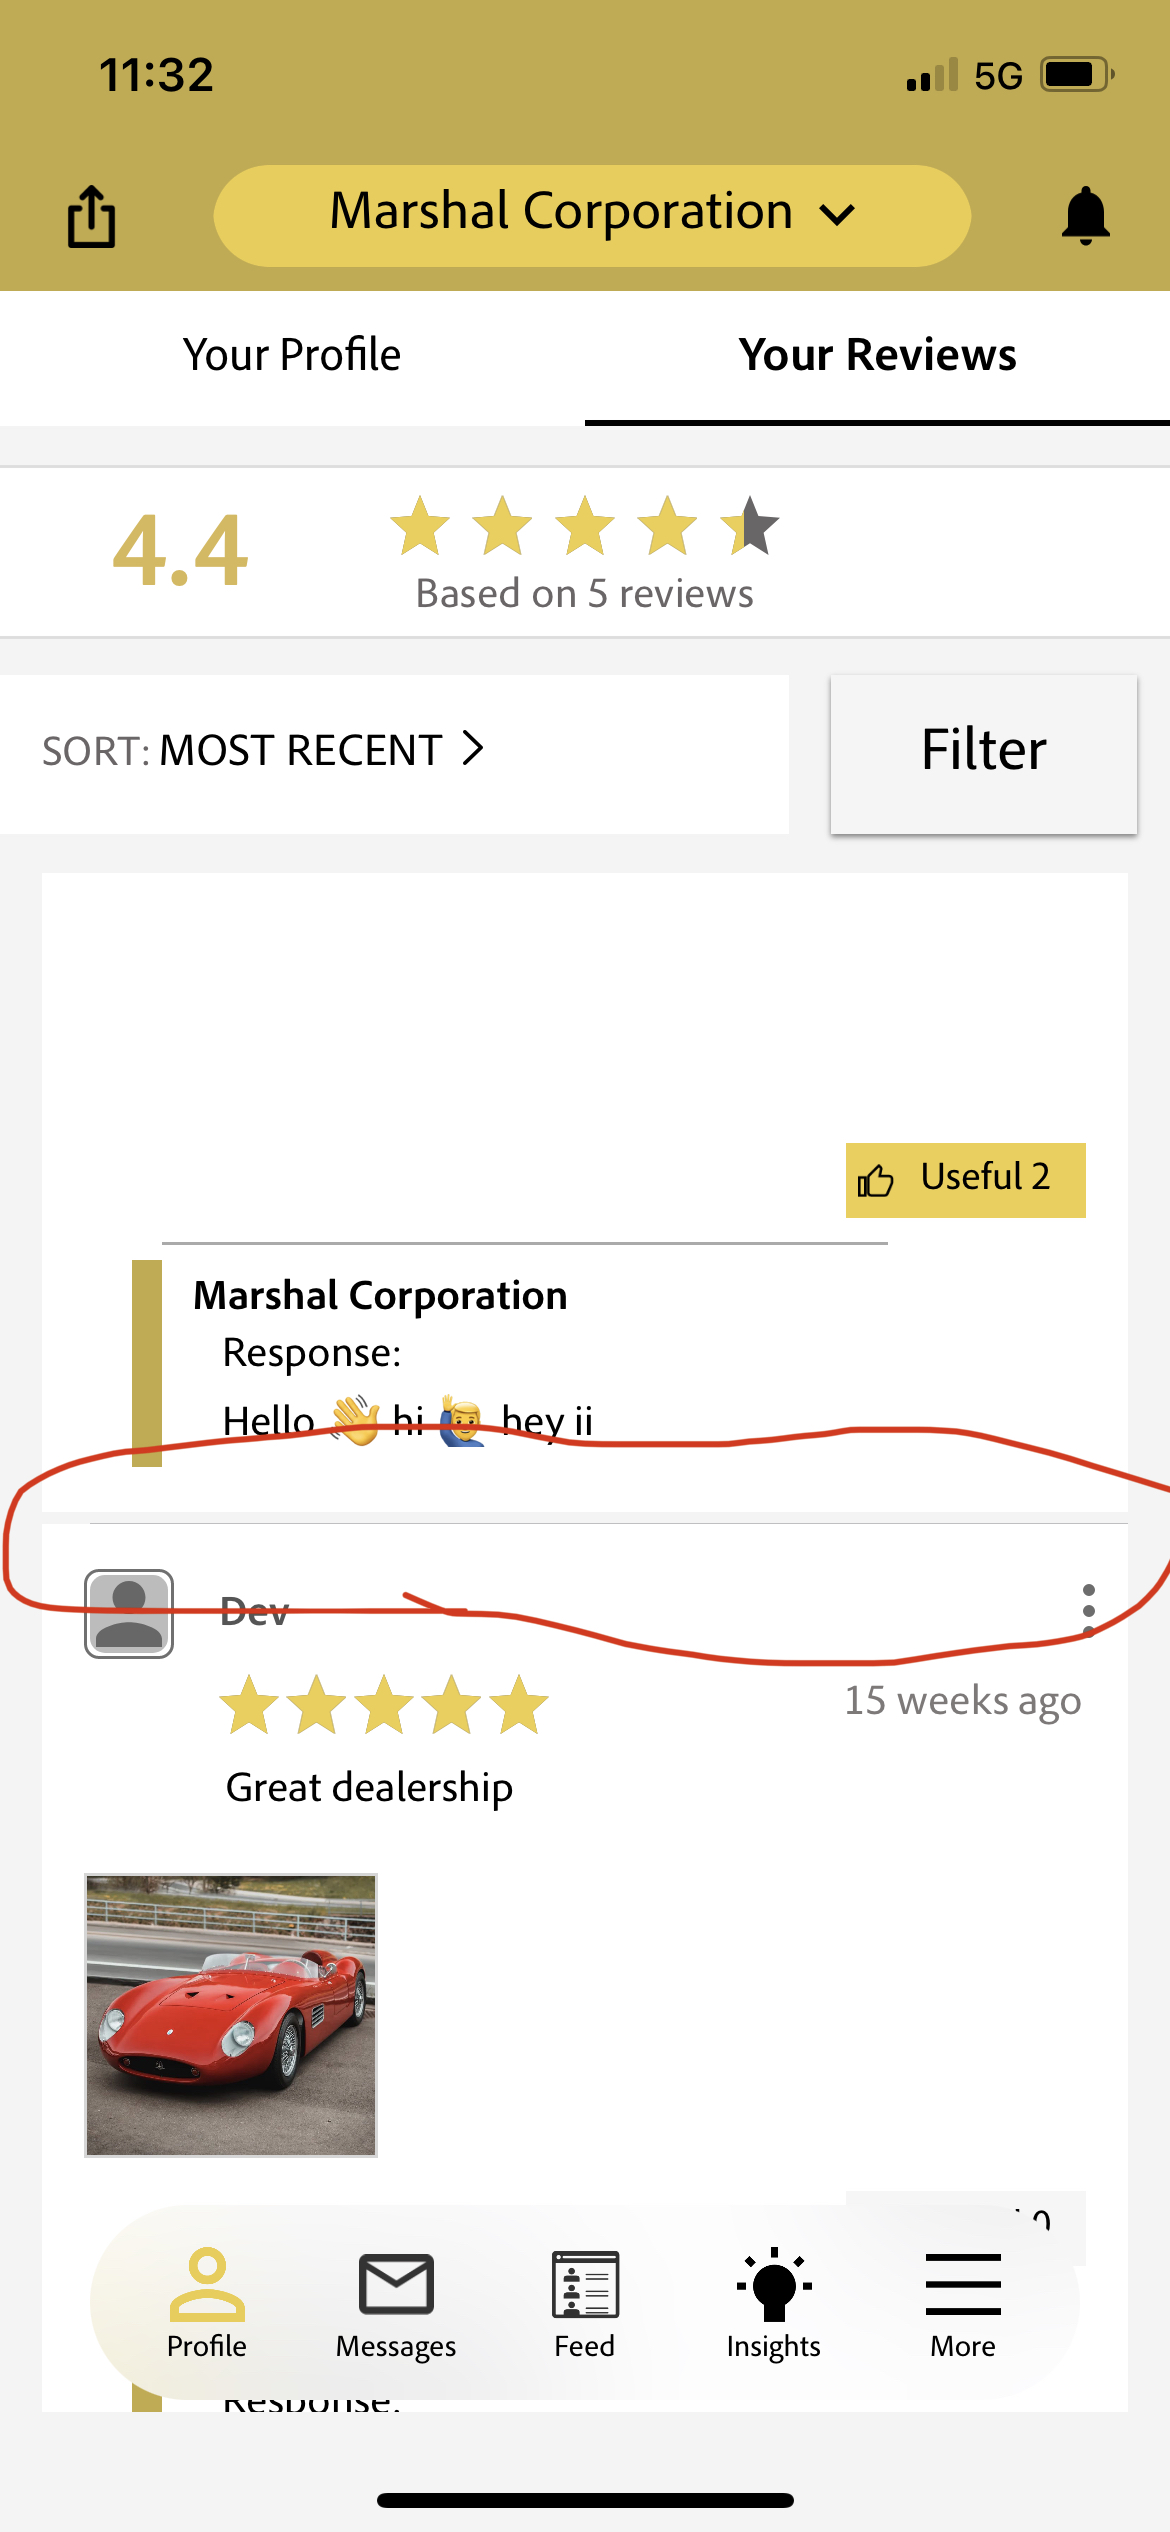 11:32 5G
Marshal Corporation
Your Profile Your Reviews
4.4
Based on 5 reviews
SORT: MOST RECENT Filter
Useful 2
Marshal Corporation
Response:
Hello 👋 hi 🙋‍♂️ hey ii
Dev
15 weeks ago
Great dealership
Profile Messages Feed Insights More
Response: